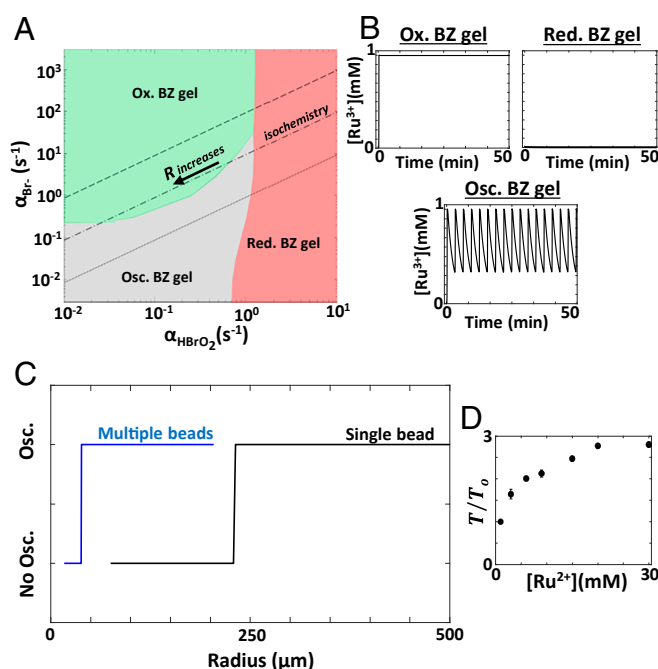 A
10³
10²
10¹
10⁰
10⁻¹
10⁻²
α_Br- (s⁻¹)
Ox. BZ gel
isochemistry
R increases
Osc. BZ gel
Red. BZ gel
10⁻² 10⁻¹ 10⁰ 10¹
α_HBrO₂(s⁻¹)
B
Ox. BZ gel Red. BZ gel
[Ru³⁺](mM)
1
0
0 50 0 50
Time (min) Time (min)
Osc. BZ gel
[Ru³⁺](mM)
1
0
0 50
Time (min)
C
Osc.
No Osc.
Multiple beads Single bead
0 250 500
Radius (µm)
D
3
0
T/T_o
0 30
[Ru²⁺](mM)